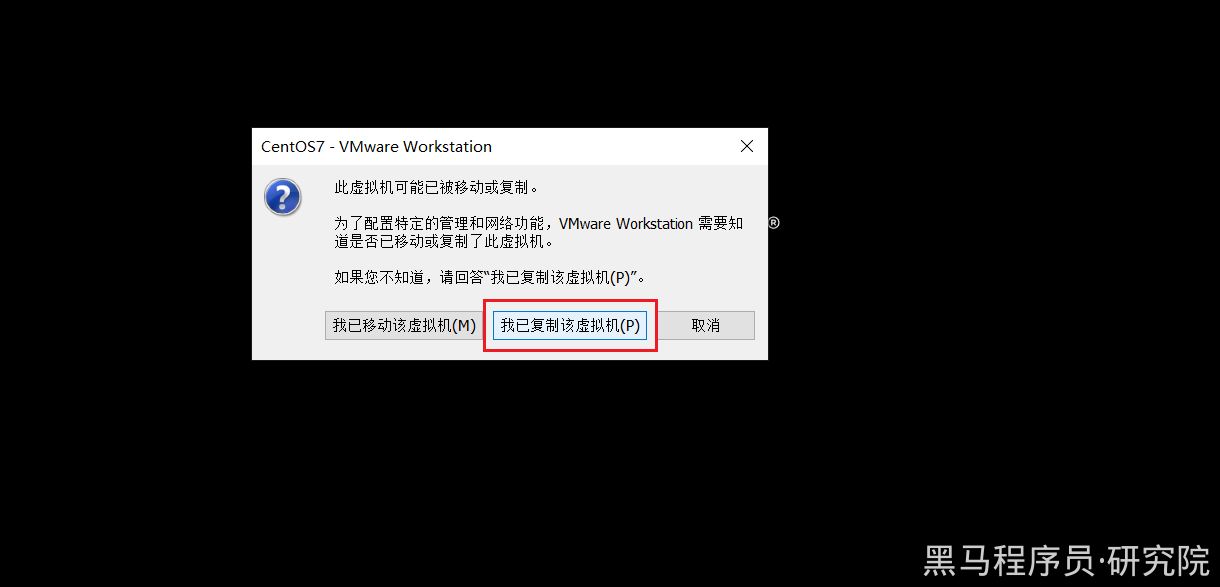 CentOS7 - VMware Workstation
此虚拟机可能已被移动或复制。
为了配置特定的管理和网络功能，VMware Workstation 需要知
道是否已移动或复制了此虚拟机。
如果您不知道，请回答“我已复制该虚拟机(P)”。
我已移动该虚拟机(M) 我已复制该虚拟机(P) 取消
®
黑马程序员·研究院